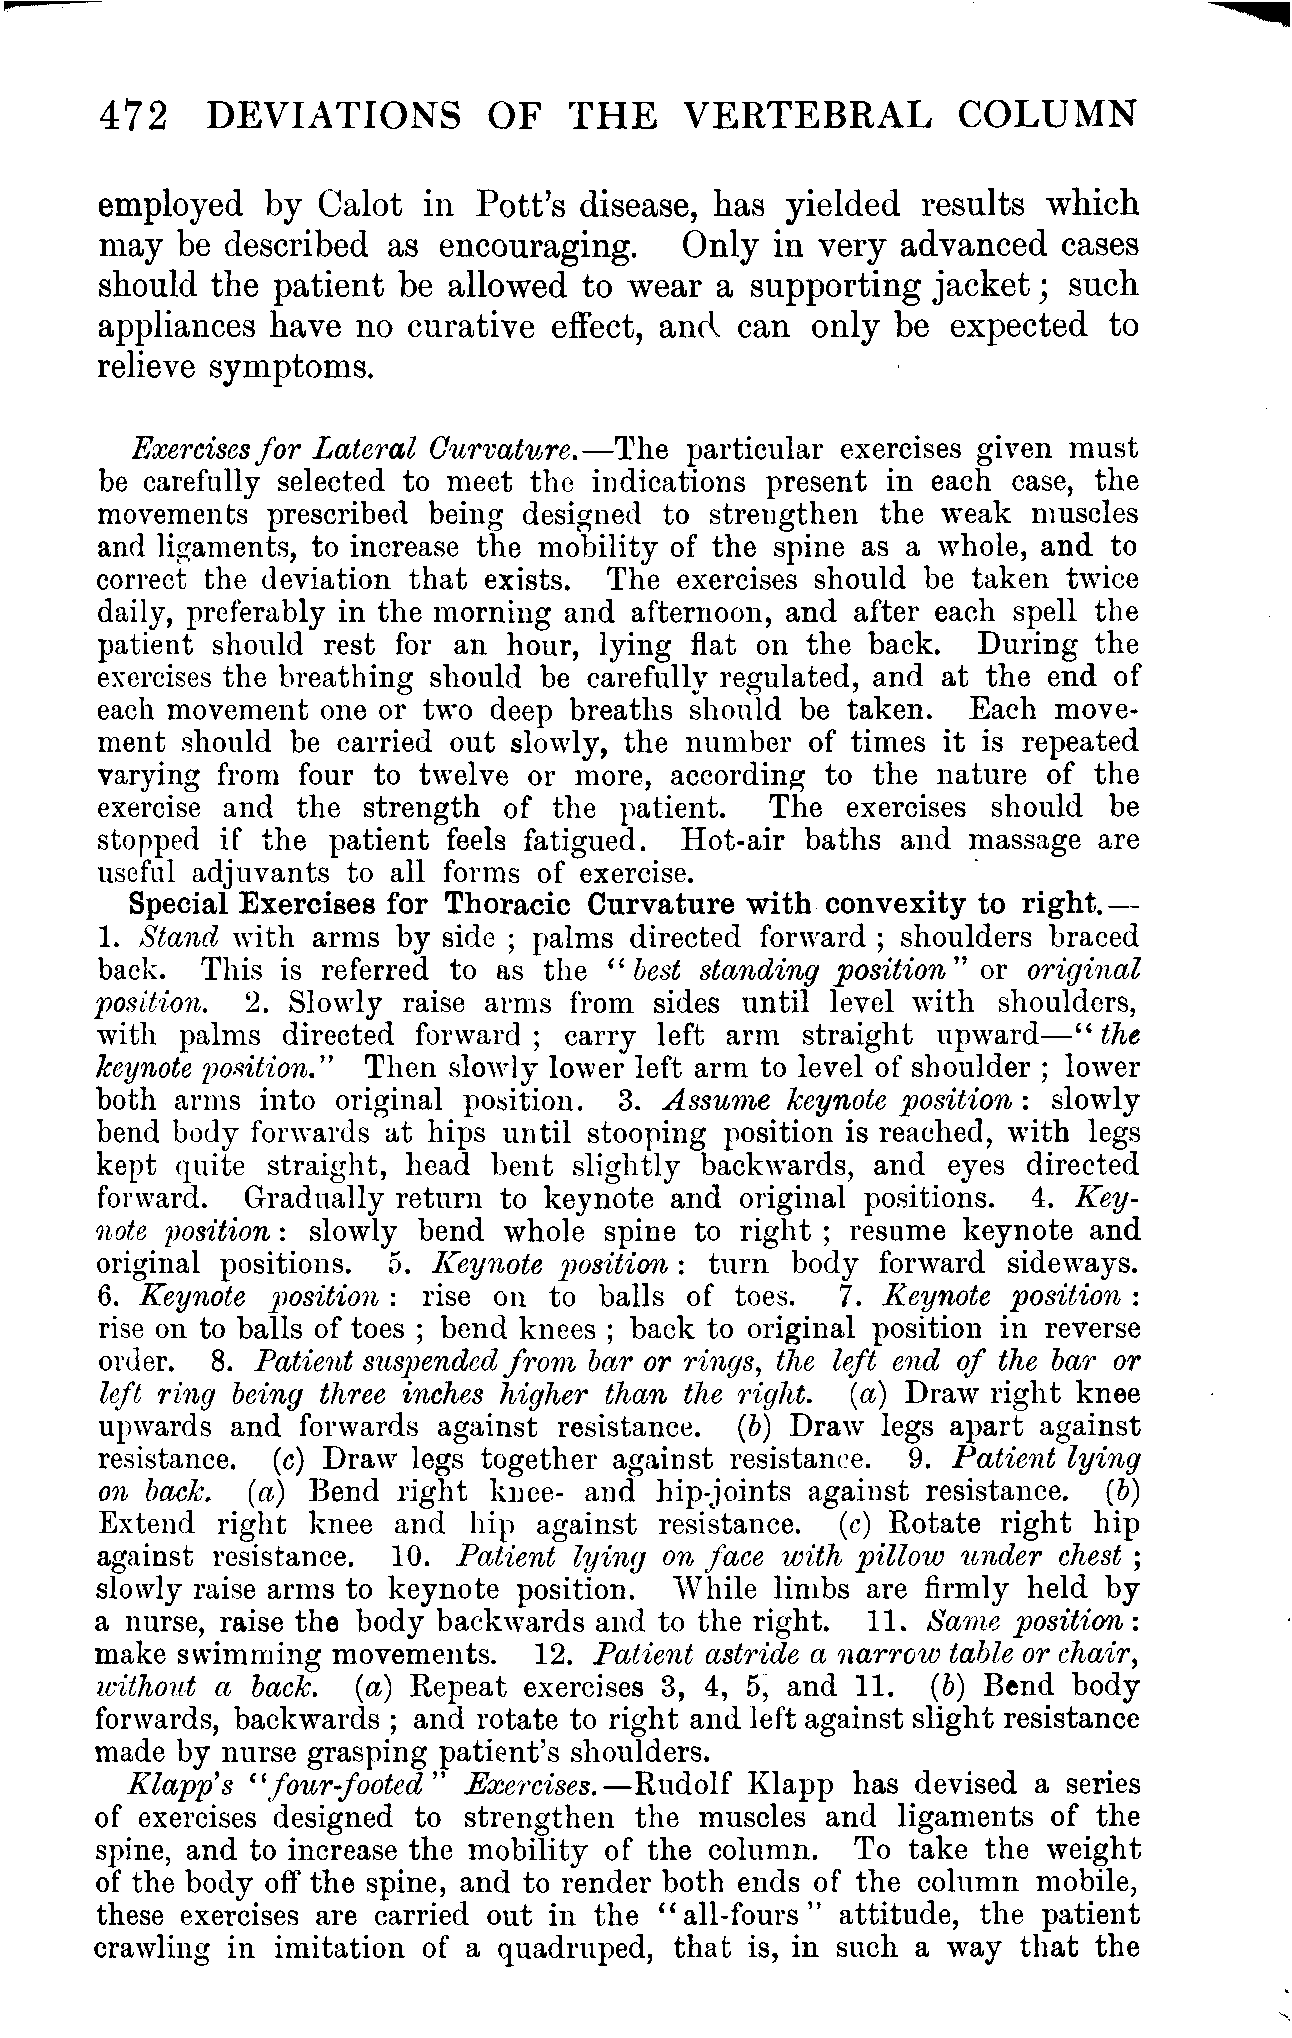 472 DEVIATIONS OF THE VERTEBRAL COLUMN
employed by Calot in Pott's disease, has yielded results which
may be described as encouraging. Only in very advanced cases
should the patient be allowed to wear a supporting jacket; such
appliances have no curative effect, and can only be expected to
relieve symptoms.
Exercises for Lateral Curvature.—The particular exercises given must
be carefully selected to meet the indications present in each case, the
movements prescribed being designed to strengthen the weak muscles
and ligaments, to increase the mobility of the spine as a whole, and to
correct the deviation that exists. The exercises should be taken twice
daily, preferably in the morning and afternoon, and after each spell the
patient should rest for an hour, lying flat on the back. During the
exercises the breathing should be carefully regulated, and at the end of
each movement one or two deep breaths should be taken. Each move-
ment should be carried out slowly, the number of times it is repeated
varying from four to twelve or more, according to the nature of the
exercise and the strength of the patient. The exercises should be
stopped if the patient feels fatigued. Hot-air baths and massage are
useful adjuvants to all forms of exercise.
Special Exercises for Thoracic Curvature with convexity to right.—
1. Stand with arms by side ; palms directed forward ; shoulders braced
back. This is referred to as the "best standing position" or original
position. 2. Slowly raise arms from sides until level with shoulders,
with palms directed forward ; carry left arm straight upward—"the
keynote position." Then slowly lower left arm to level of shoulder ; lower
both arms into original position. 3. Assume keynote position : slowly
bend body forwards at hips until stooping position is reached, with legs
kept quite straight, head bent slightly backwards, and eyes directed
forward. Gradually return to keynote and original positions. 4. Key-
note position : slowly bend whole spine to right ; resume keynote and
original positions. 5. Keynote position : turn body forward sideways.
6. Keynote position : rise on to balls of toes. 7. Keynote position :
rise on to balls of toes ; bend knees ; back to original position in reverse
order. 8. Patient suspended from bar or rings, the left end of the bar or
left ring being three inches higher than the right. (a) Draw right knee
upwards and forwards against resistance. (b) Draw legs apart against
resistance. (c) Draw legs together against resistance. 9. Patient lying
on back. (a) Bend right knee- and hip-joints against resistance. (b)
Extend right knee and hip against resistance. (c) Rotate right hip
against resistance. 10. Patient lying on face with pillow under chest ;
slowly raise arms to keynote position. While limbs are firmly held by
a nurse, raise the body backwards and to the right. 11. Same position :
make swimming movements. 12. Patient astride a narrow table or chair,
without a back. (a) Repeat exercises 3, 4, 5, and 11. (b) Bend body
forwards, backwards ; and rotate to right and left against slight resistance
made by nurse grasping patient's shoulders.
Klapp's "four-footed" Exercises.—Rudolf Klapp has devised a series
of exercises designed to strengthen the muscles and ligaments of the
spine, and to increase the mobility of the column. To take the weight
of the body off the spine, and to render both ends of the column mobile,
these exercises are carried out in the "all-fours" attitude, the patient
crawling in imitation of a quadruped, that is, in such a way that the